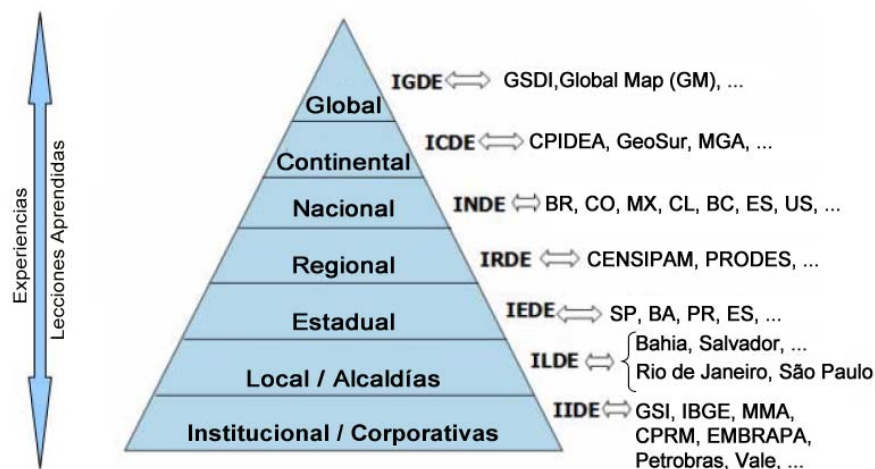 IGDE GSDI,Global Map (GM), ...
Global
ICDE CPIDEA, GeoSur, MGA, ...
Continental
INDE BR, CO, MX, CL, BC, ES, US, ...
Nacional
IRDE CENSIPAM, PRODES, ...
Regional
IEDE SP, BA, PR, ES, ...
Estadual
ILDE Bahia, Salvador, ...
Rio de Janeiro, São Paulo
Local / Alcaldías
IIDE GSI, IBGE, MMA,
CPRM, EMBRAPA,
Petrobras, Vale, ...
Institucional / Corporativas
Experiencias
Lecciones Aprendidas